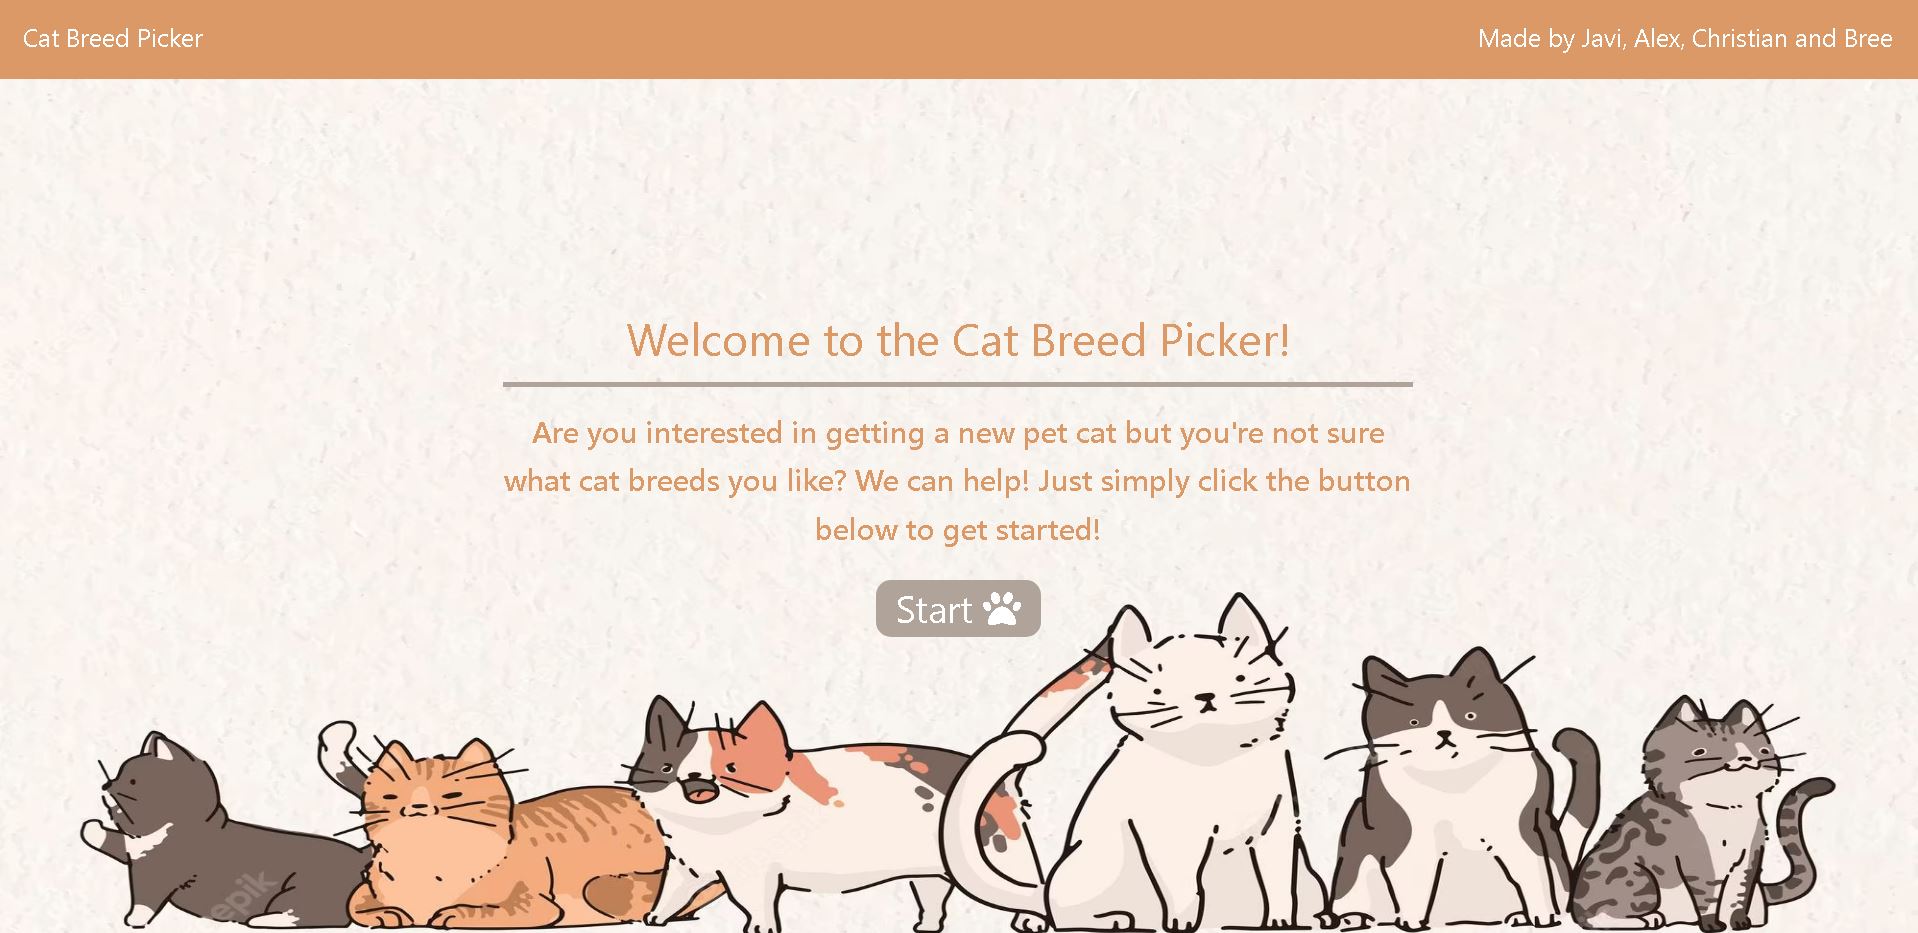 Cat Breed Picker
Made by Javi, Alex, Christian and Bree
Welcome to the Cat Breed Picker!
Are you interested in getting a new pet cat but you're not sure
what cat breeds you like? We can help! Just simply click the button
below to get started!
Start
epik